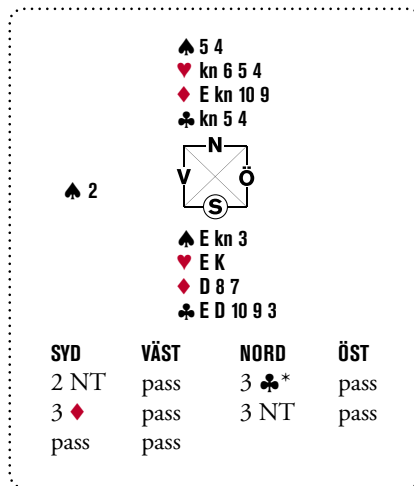 ♠ 5 4
♥ kn 6 5 4
♦ E kn 10 9
♣ kn 5 4
N
♠ 2
V Ö
S
♠ E kn 3
♥ E K
♦ D 8 7
♣ E D 10 9 3
SYD VÄST NORD ÖST
2 NT pass 3 ♣* pass
3 ♦ pass 3 NT pass
pass pass